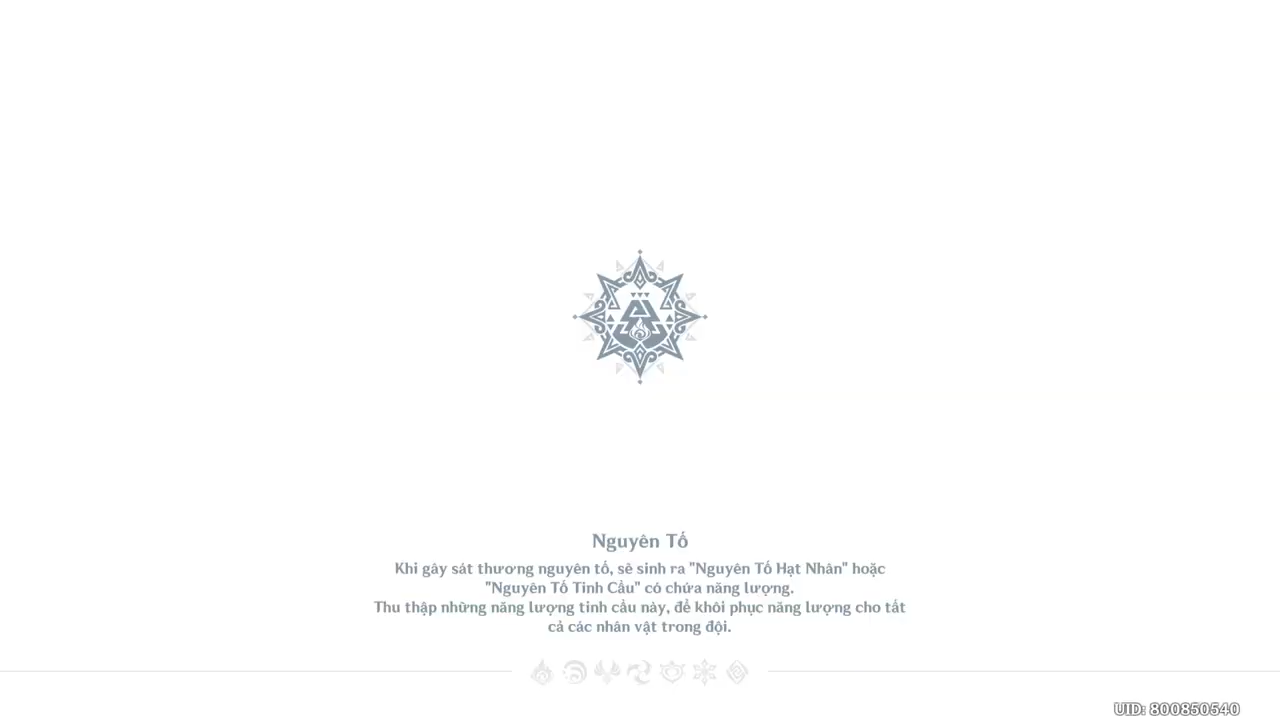 Nguyên Tố
Khi gây sát thương nguyên tố, sẽ sinh ra "Nguyên Tố Hạt Nhân" hoặc
"Nguyên Tố Tinh Cầu" có chứa năng lượng.
Thu thập những năng lượng tinh cầu này, để khôi phục năng lượng cho tất
cả các nhân vật trong đội.
UID: 800850540